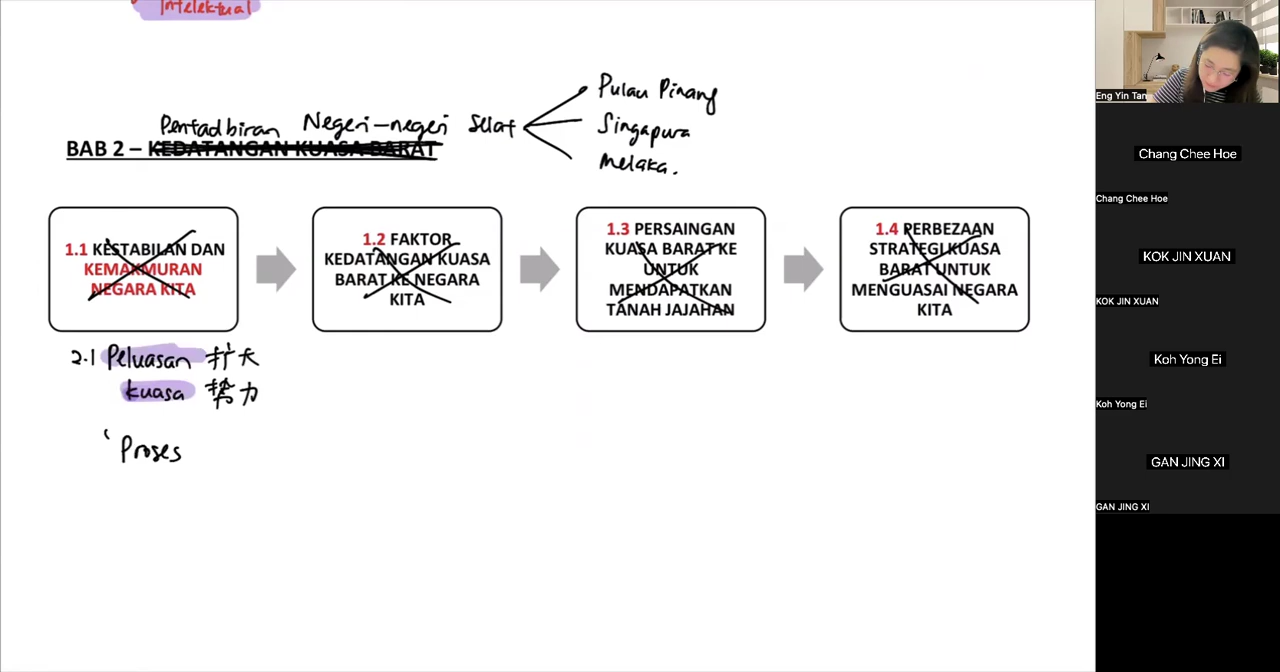 Intelektual
Pentadbiran Negeri-negeri Selat
Pulau Pinang
Singapura
Melaka.
BAB 2 – KEDATANGAN KUASA BARAT
1.1 KESTABILAN DAN
KEMAKMURAN
NEGARA KITA
1.2 FAKTOR
KEDATANGAN KUASA
BARAT KE NEGARA
KITA
1.3 PERSAINGAN
KUASA BARAT KE
UNTUK
MENDAPATKAN
TANAH JAJAHAN
1.4 PERBEZAAN
STRATEGI KUASA
BARAT UNTUK
MENGUASAI NEGARA
KITA
2.1 Peluasan 扩大
kuasa 势力
Proses
Eng Yin Tan
Chang Chee Hoe
Chang Chee Hoe
KOK JIN XUAN
KOK JIN XUAN
Koh Yong Ei
Koh Yong Ei
GAN JING XI
GAN JING XI